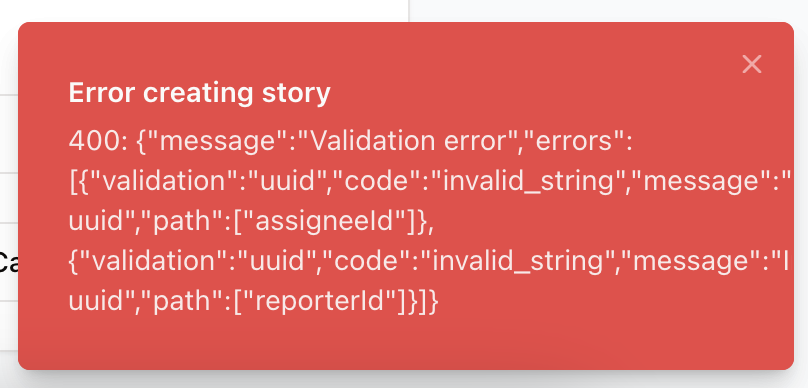 Error creating story
400: {"message":"Validation error","errors":
[{"validation":"uuid","code":"invalid_string","message":"
uuid","path":["assigneeId"]},
{"validation":"uuid","code":"invalid_string","message":"I
uuid","path":["reporterId"]}]}
Ca